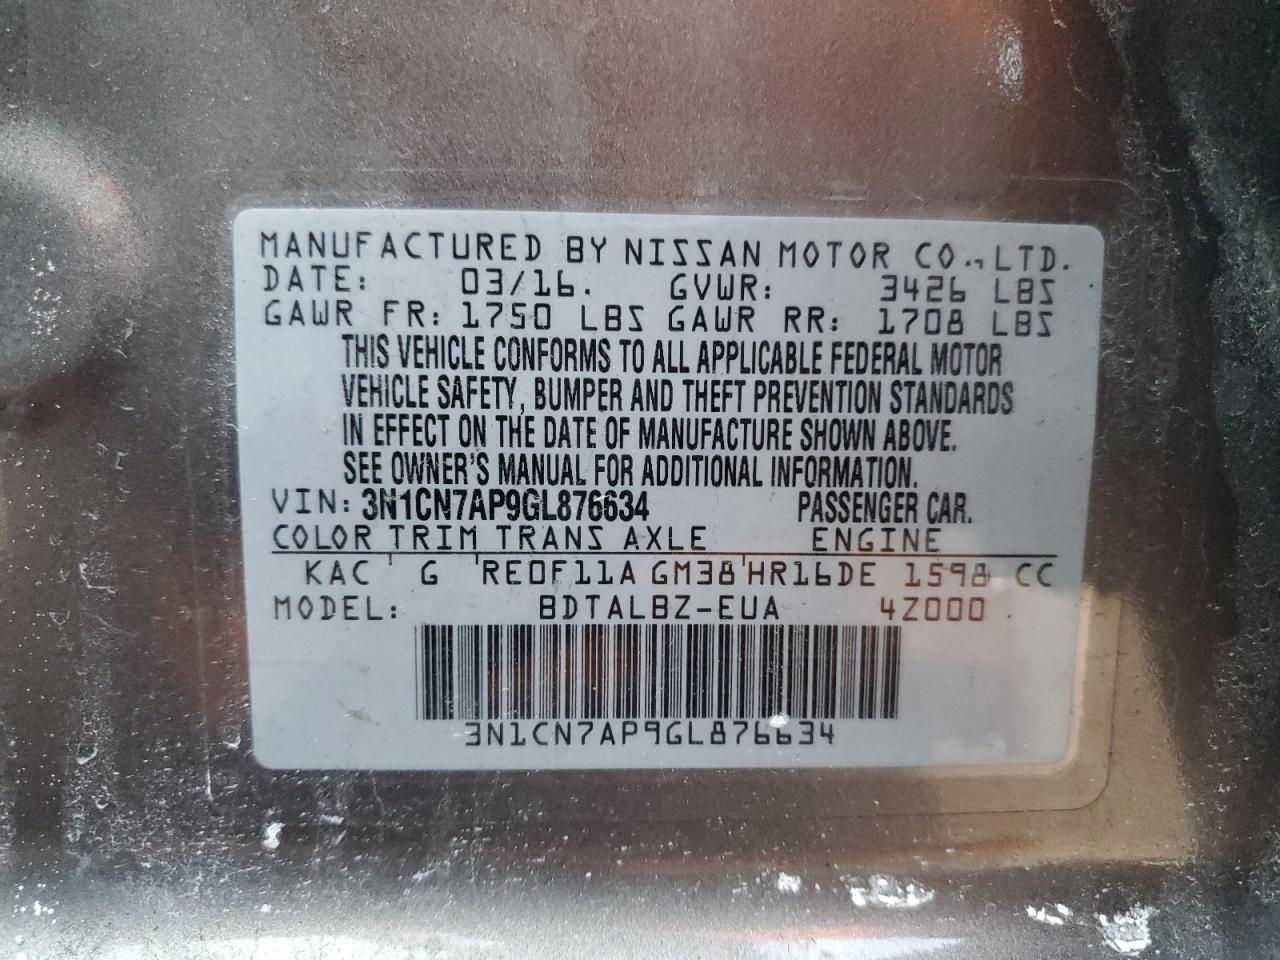 MANUFACTURED BY NISSAN MOTOR CO., LTD.
DATE: 03/16. GVWR: 3426 LBS
GAWR FR: 1750 LBS GAWR RR: 1708 LBS
THIS VEHICLE CONFORMS TO ALL APPLICABLE FEDERAL MOTOR
VEHICLE SAFETY, BUMPER AND THEFT PREVENTION STANDARDS
IN EFFECT ON THE DATE OF MANUFACTURE SHOWN ABOVE.
SEE OWNER'S MANUAL FOR ADDITIONAL INFORMATION.
VIN: 3N1CN7AP9GL876634 PASSENGER CAR.
COLOR TRIM TRANS AXLE ENGINE
KAC G RE0F11A GM38 HR16DE 1598 CC
MODEL: BDTALBZ-EUA 4Z000
3N1CN7AP9GL876634